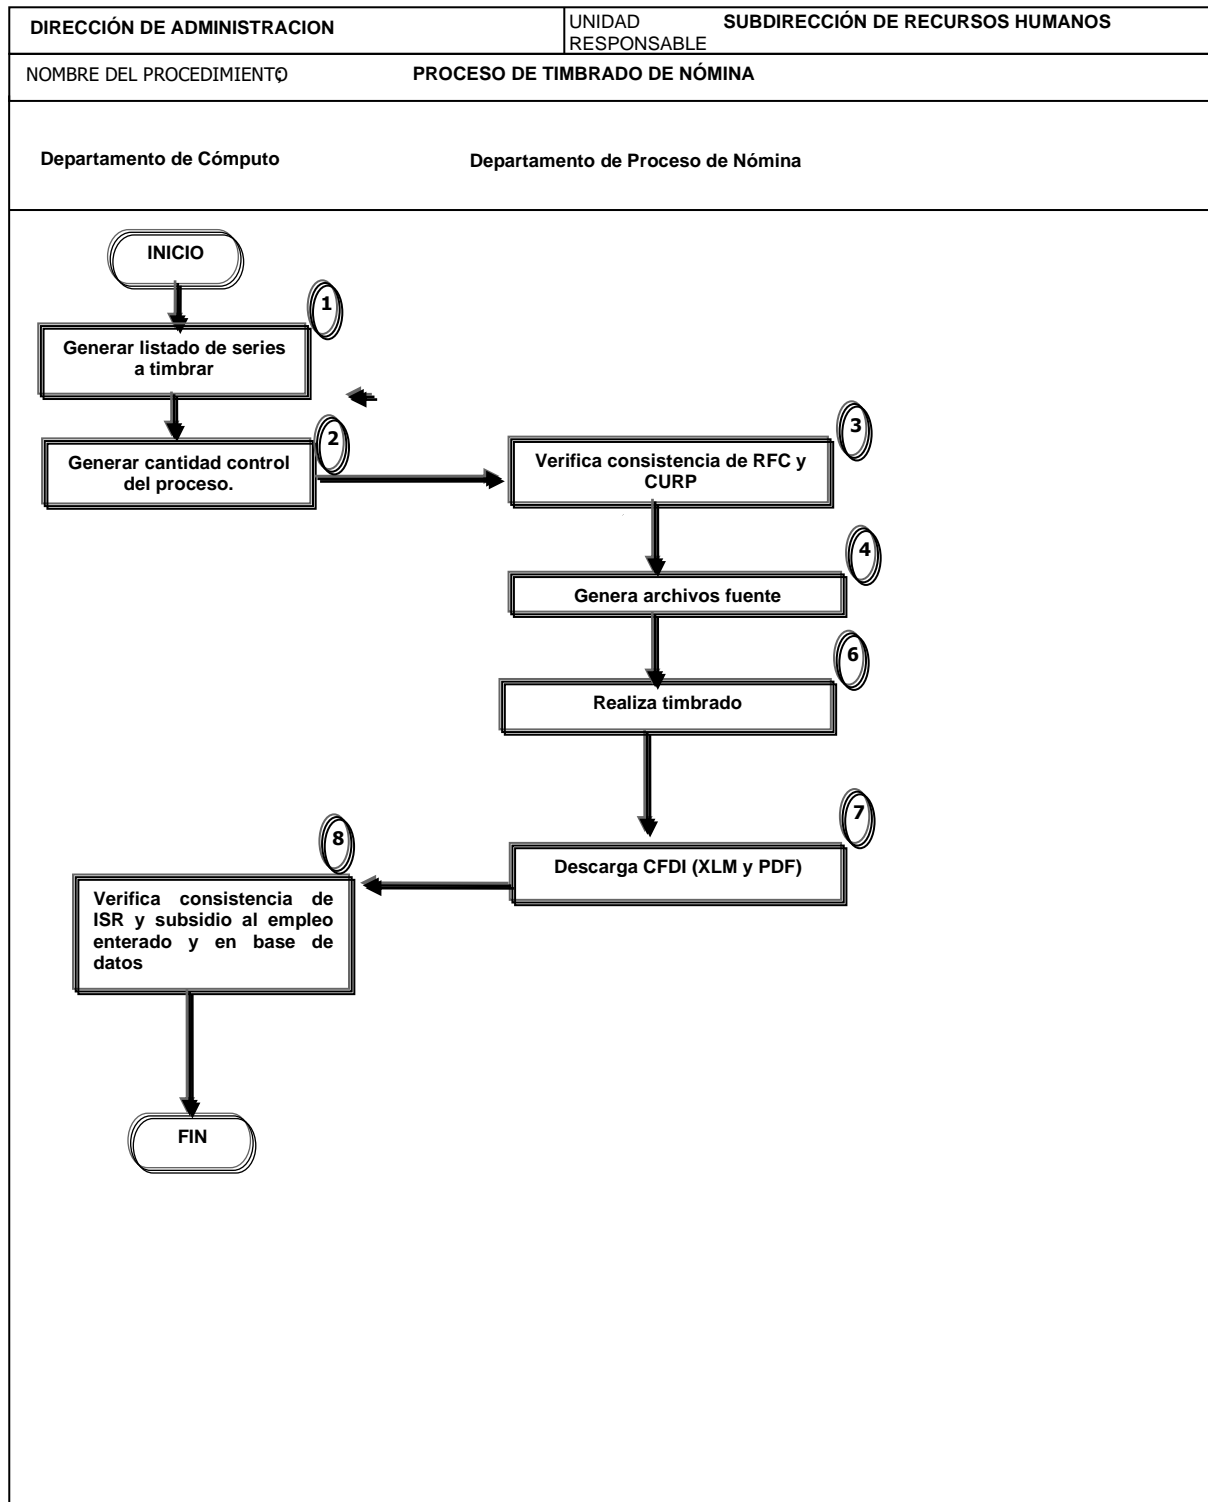 DIRECCIÓN DE ADMINISTRACION
UNIDAD
RESPONSABLE
SUBDIRECCIÓN DE RECURSOS HUMANOS
NOMBRE DEL PROCEDIMIENTO:
PROCESO DE TIMBRADO DE NÓMINA
Departamento de Cómputo
Departamento de Proceso de Nómina
INICIO
1
Generar listado de series
a timbrar
2
Generar cantidad control
del proceso.
3
Verifica consistencia de RFC y
CURP
4
Genera archivos fuente
6
Realiza timbrado
7
Descarga CFDI (XLM y PDF)
8
Verifica consistencia de
ISR y subsidio al empleo
enterado y en base de
datos
FIN